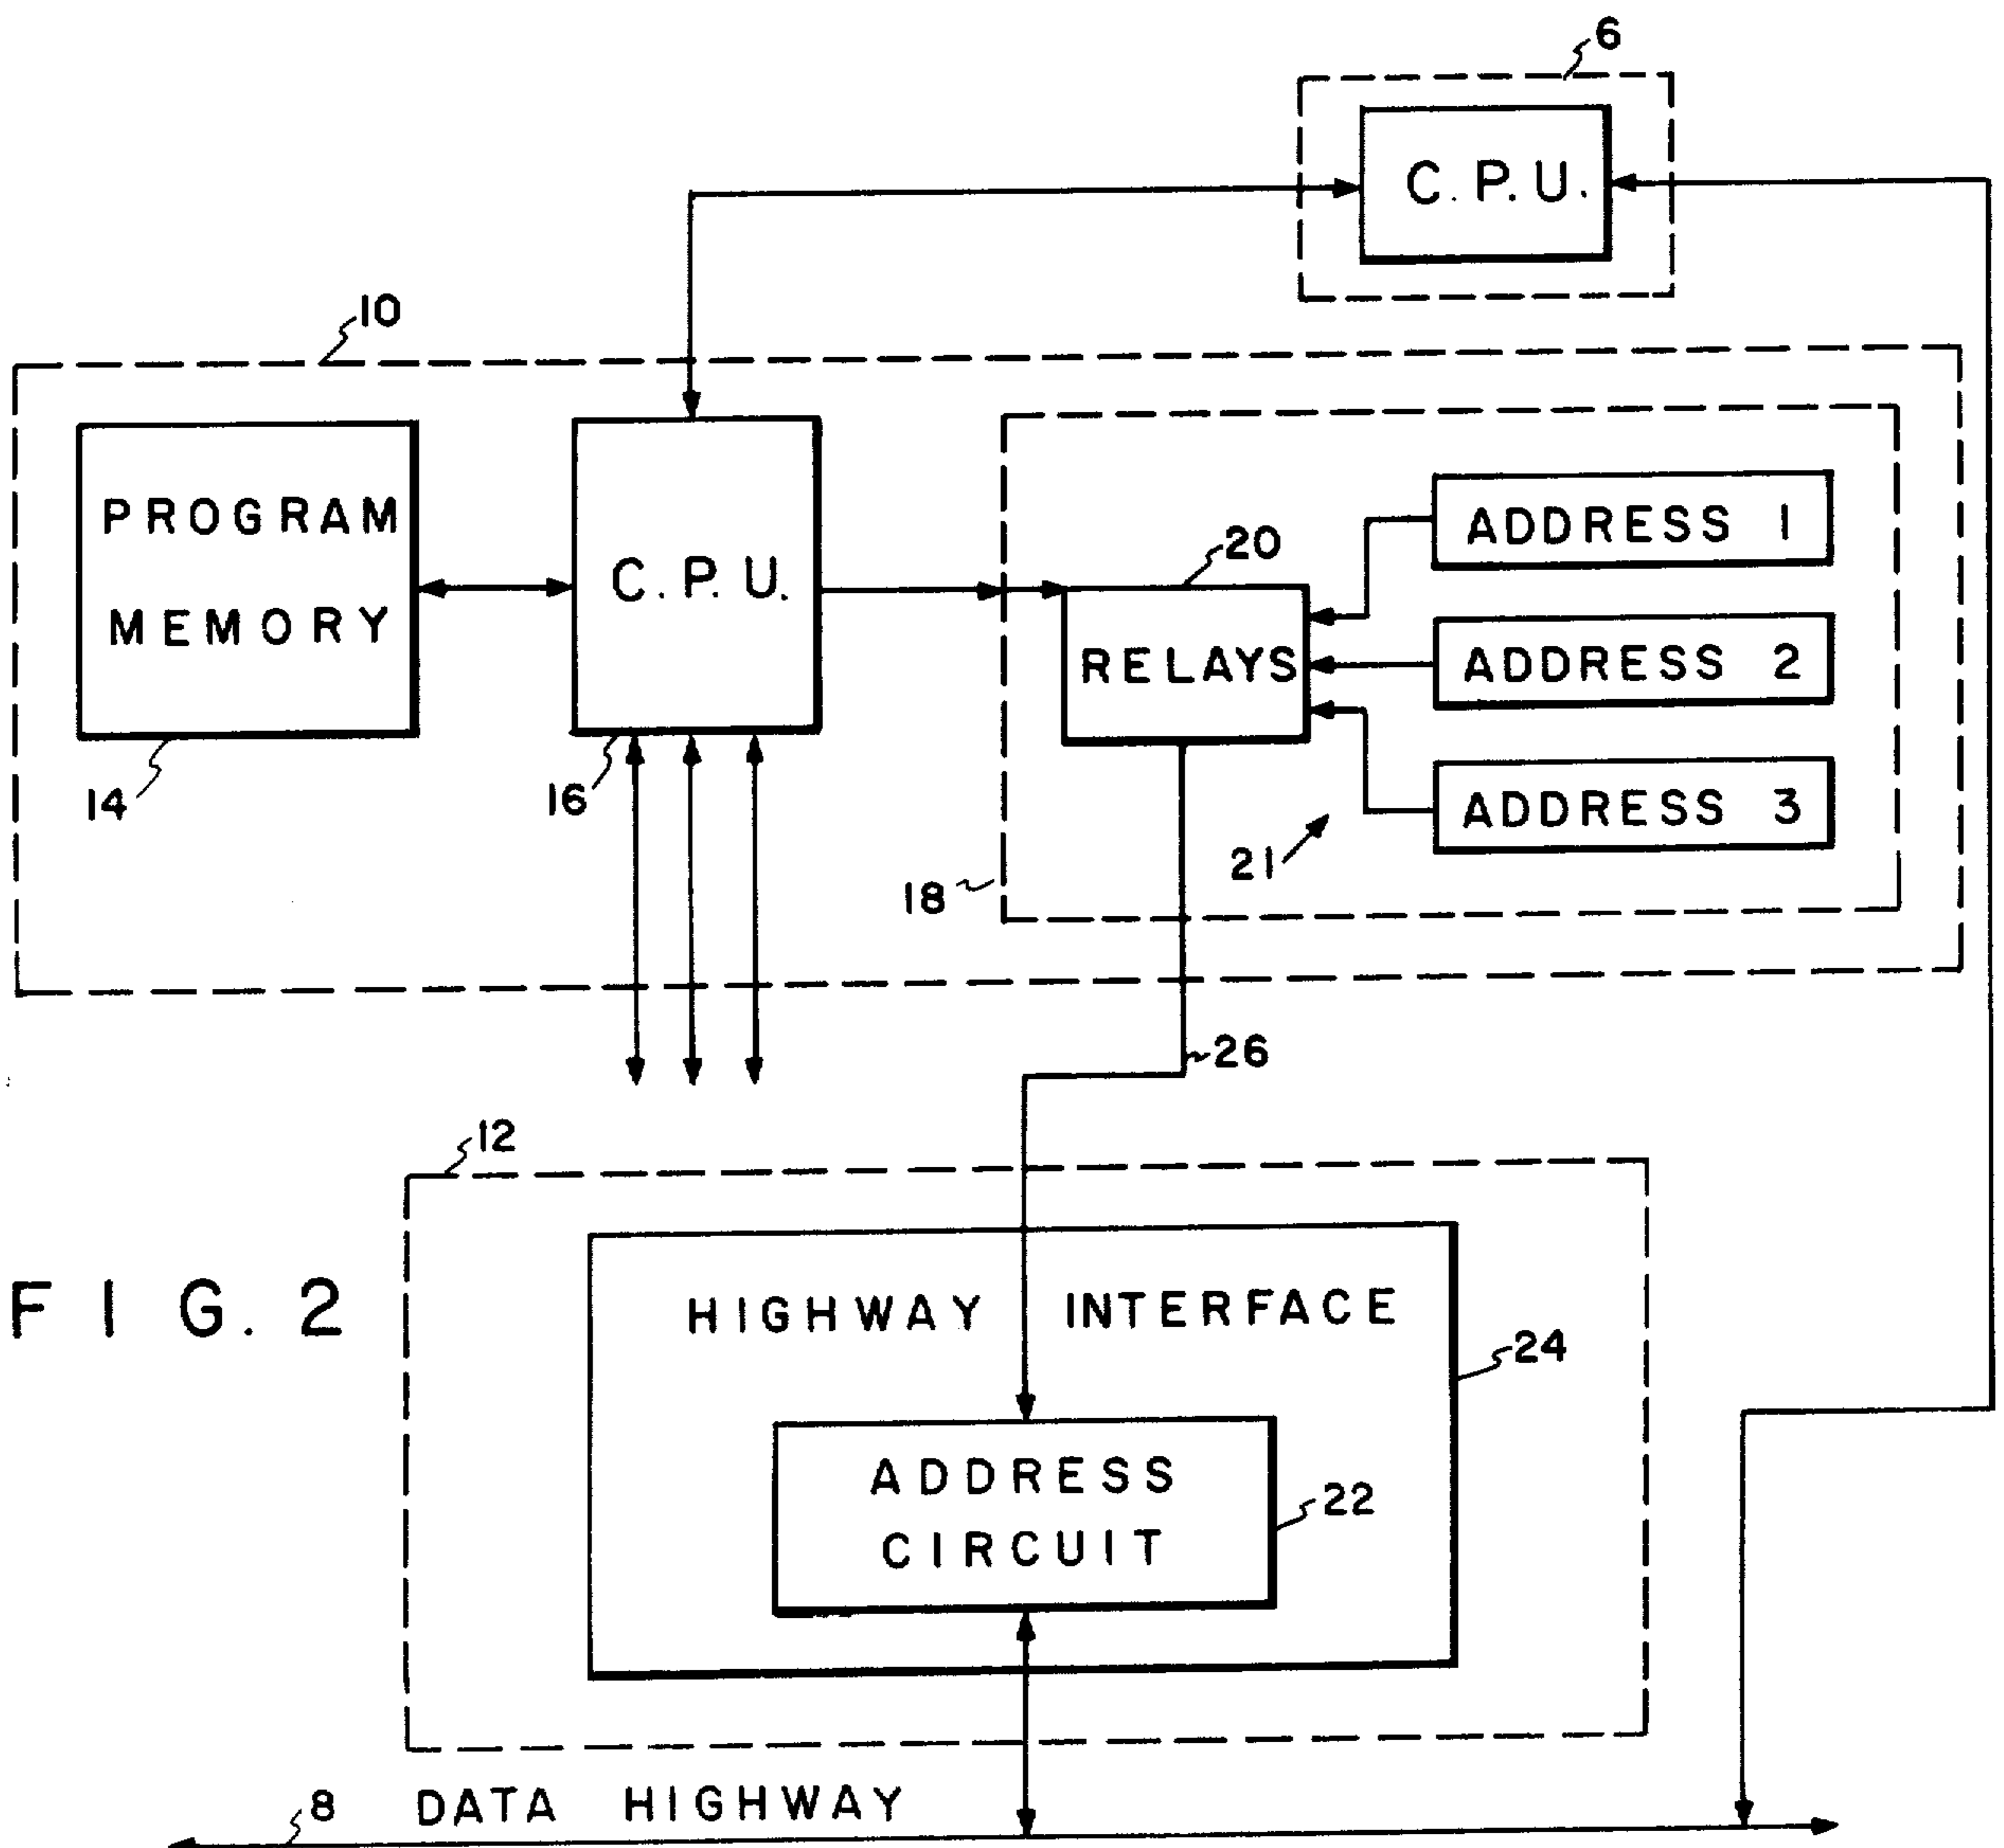 6
C.P.U.
10
PROGRAM
MEMORY
14
C.P.U.
16
20
RELAYS
ADDRESS 1
ADDRESS 2
ADDRESS 3
21
18
26
12
HIGHWAY INTERFACE
24
ADDRESS
CIRCUIT
22
FIG. 2
8 DATA HIGHWAY